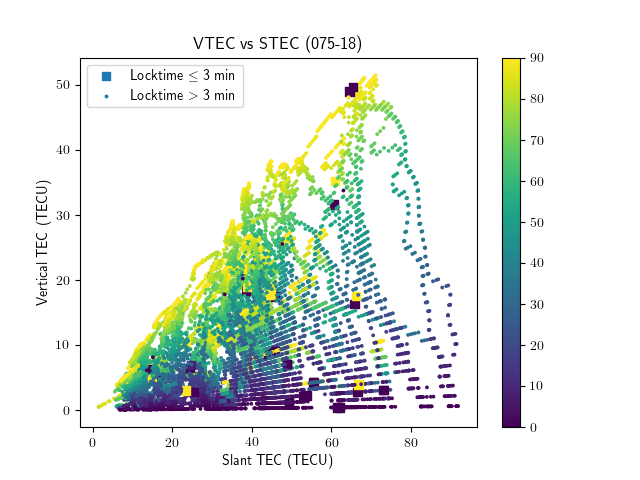 VTEC vs STEC (075-18)
Locktime ≤ 3 min
Locktime > 3 min
Vertical TEC (TECU)
50
40
30
20
10
0
0 20 40 60 80
Slant TEC (TECU)
90
80
70
60
50
40
30
20
10
0